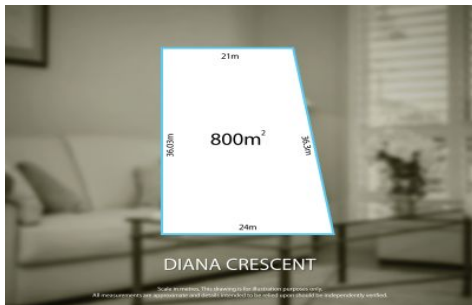 21m
36.03m
800m²
36.3m
24m
DIANA CRESCENT
Scale in metres. This drawing is for illustration purposes only.
All measurements are approximate and details intended to be relied upon should be independently verified.